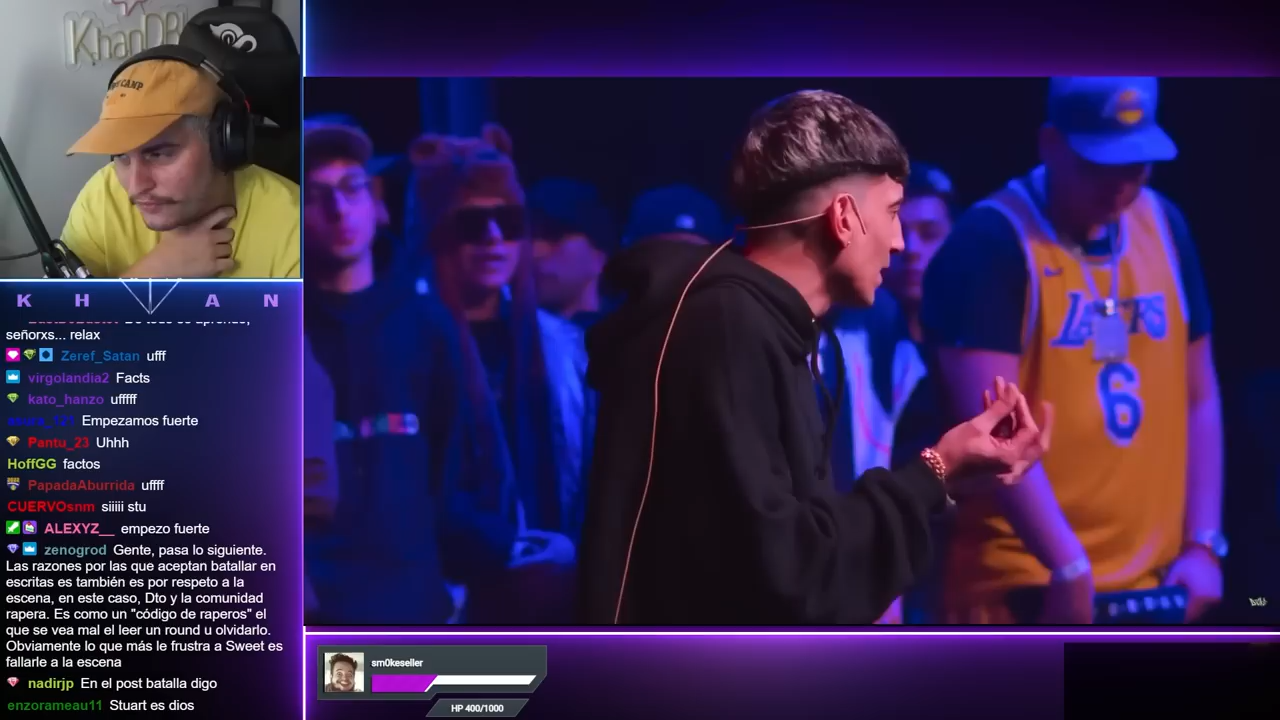 KhanDBL
CAMP
K H A N
señorxs... relax
Zeref_Satan ufff
virgolandia2 Facts
kato_hanzo ufffff
Empezamos fuerte
Pantu_23 Uhhh
HoffGG factos
PapadaAburrida uffff
CUERVOsnm siiiii stu
ALEXYZ__ empezo fuerte
zenogrod Gente, pasa lo siguiente.
Las razones por las que aceptan batallar en
escritas es también es por respeto a la
escena, en este caso, Dto y la comunidad
rapera. Es como un "código de raperos" el
que se vea mal el leer un round u olvidarlo.
Obviamente lo que más le frustra a Sweet es
fallarle a la escena
nadirjp En el post batalla digo
enzorameau11 Stuart es dios
LAKERS
6
sm0keseller
HP 400/1000